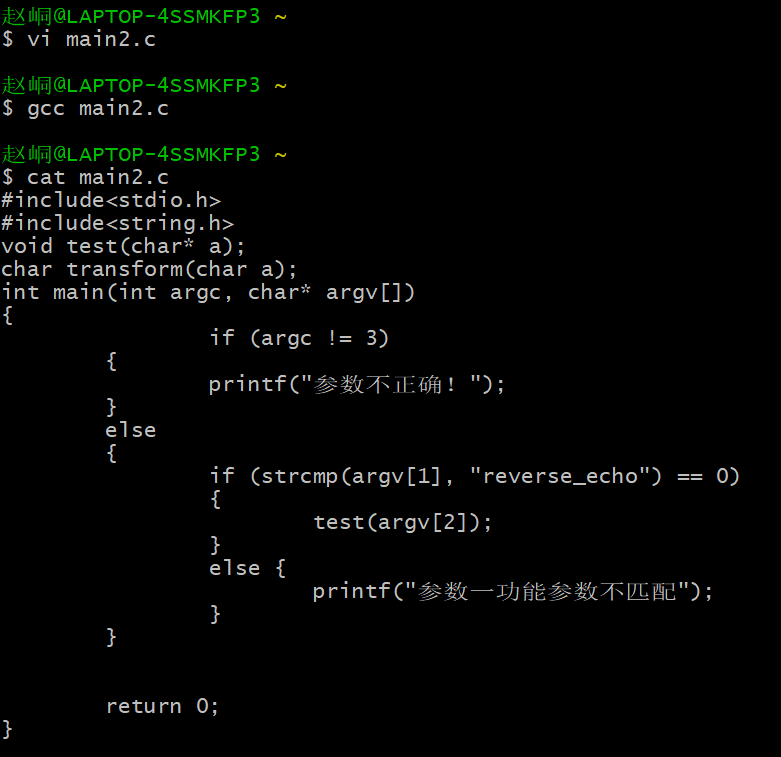 赵峒@LAPTOP-4SSMKFP3 ~
$ vi main2.c
赵峒@LAPTOP-4SSMKFP3 ~
$ gcc main2.c
赵峒@LAPTOP-4SSMKFP3 ~
$ cat main2.c
#include<stdio.h>
#include<string.h>
void test(char* a);
char transform(char a);
int main(int argc, char* argv[])
{
                if (argc != 3)
        {
                printf("参数不正确！");
        }
        else
        {
                if (strcmp(argv[1], "reverse_echo") == 0)
                {
                        test(argv[2]);
                }
                else {
                        printf("参数一功能参数不匹配");
                }
        }
        return 0;
}